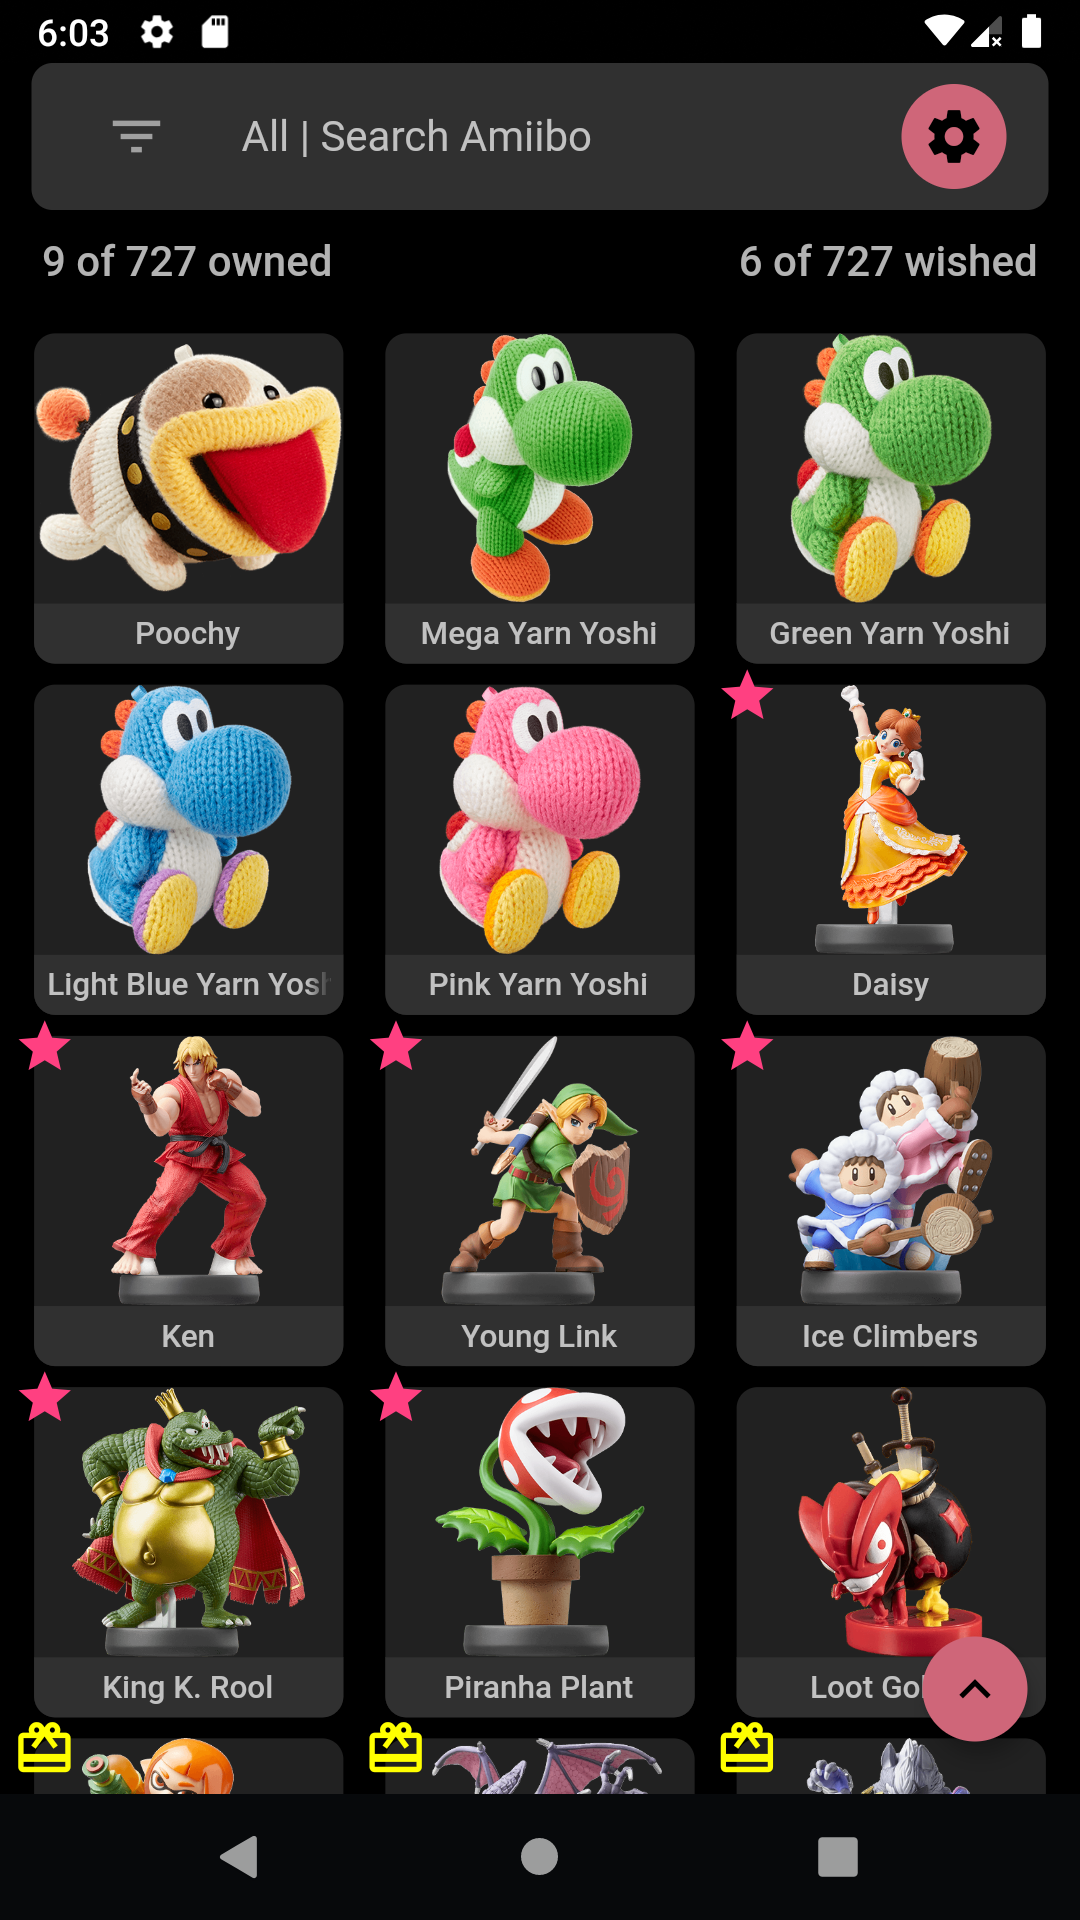 6:03
All | Search Amiibo
9 of 727 owned
6 of 727 wished
Poochy
Mega Yarn Yoshi
Green Yarn Yoshi
Light Blue Yarn Yosh
Pink Yarn Yoshi
Daisy
Ken
Young Link
Ice Climbers
King K. Rool
Piranha Plant
Loot Go